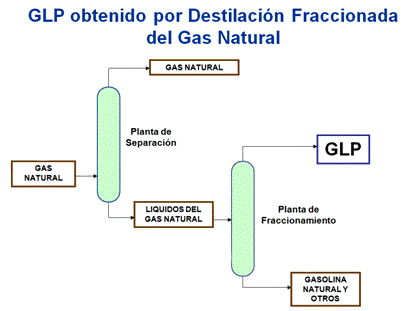 GLP obtenido por Destilación Fraccionada
del Gas Natural
GAS NATURAL
Planta de
Separación
GAS
NATURAL
GLP
LIQUIDOS DEL
GAS NATURAL
Planta de
Fraccionamiento
GASOLINA
NATURAL Y
OTROS